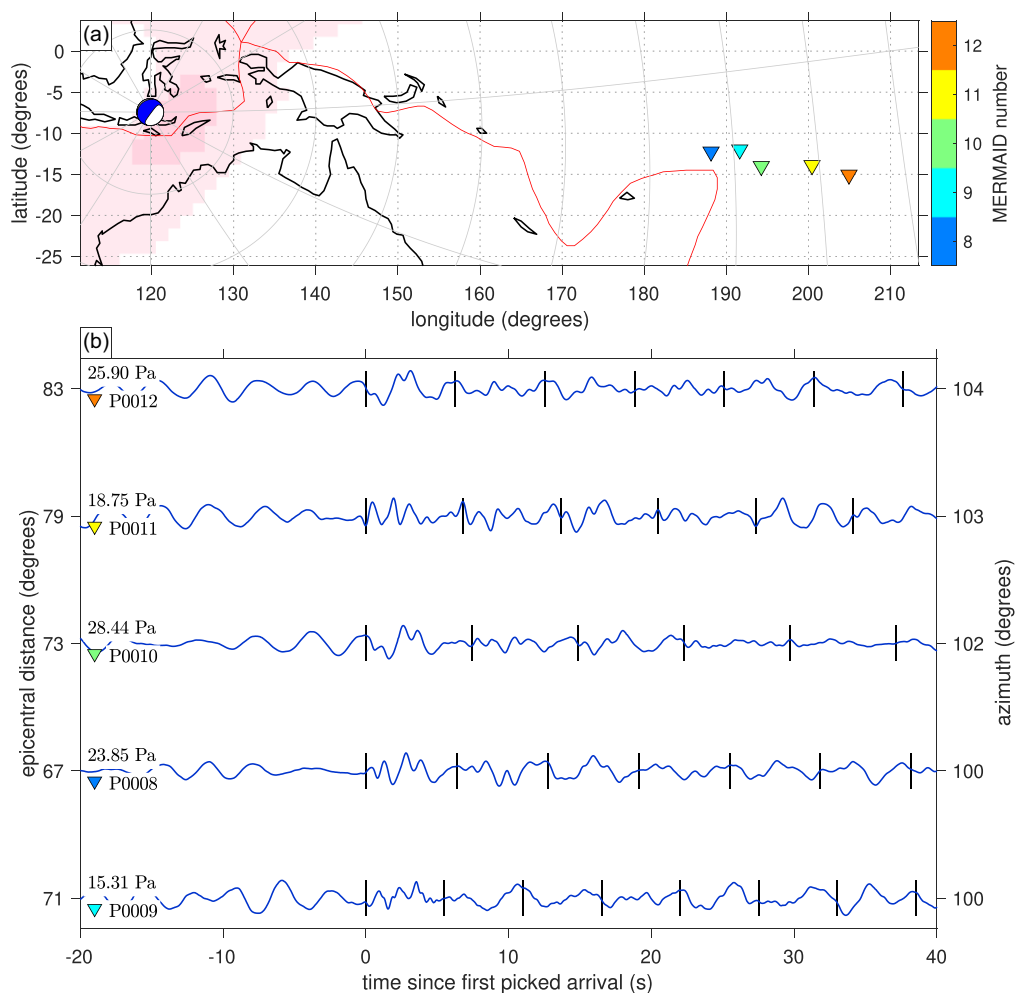 (a)
0
-5
-10
-15
-20
-25
latitude (degrees)
120 130 140 150 160 170 180 190 200 210
longitude (degrees)
12
11
10
9
8
MERMAID number
(b)
25.90 Pa
83 P0012 104
18.75 Pa
79 P0011 103
28.44 Pa
73 P0010 102
23.85 Pa
67 P0008 100
15.31 Pa
71 P0009 100
epicentral distance (degrees)
azimuth (degrees)
-20 -10 0 10 20 30 40
time since first picked arrival (s)